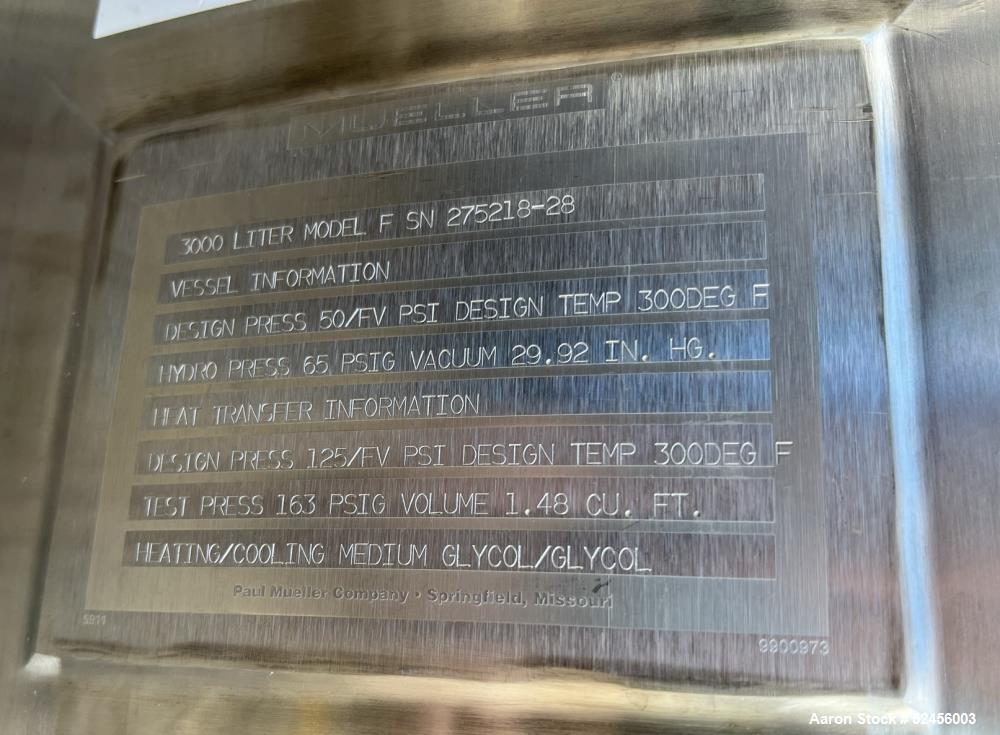 MUELLER®
3000 LITER MODEL F SN 275218-28
VESSEL INFORMATION
DESIGN PRESS 50/FV PSI DESIGN TEMP 300DEG F
HYDRO PRESS 65 PSIG VACUUM 29.92 IN. HG.
HEAT TRANSFER INFORMATION
DESIGN PRESS 125/FV PSI DESIGN TEMP 300DEG F
TEST PRESS 163 PSIG VOLUME 1.48 CU. FT.
HEATING/COOLING MEDIUM GLYCOL/GLYCOL
Paul Mueller Company • Springfield, Missouri
9900973
Aaron Stock # 52456003